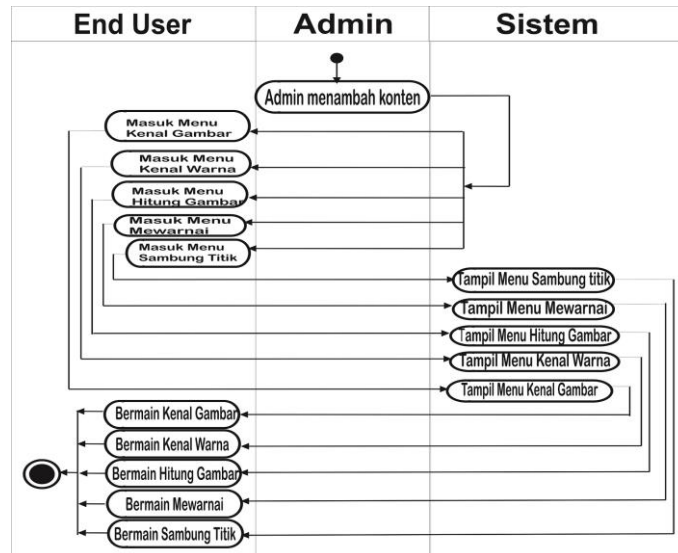 End User
Admin
Sistem
Admin menambah konten
Masuk Menu
Kenal Gambar
Masuk Menu
Kenal Warna
Masuk Menu
Hitung Gambar
Masuk Menu
Mewarnai
Masuk Menu
Sambung Titik
Tampil Menu Sambung titik
Tampil Menu Mewarnai
Tampil Menu Hitung Gambar
Tampil Menu Kenal Warna
Tampil Menu Kenal Gambar
Bermain Kenal Gambar
Bermain Kenal Warna
Bermain Hitung Gambar
Bermain Mewarnai
Bermain Sambung Titik